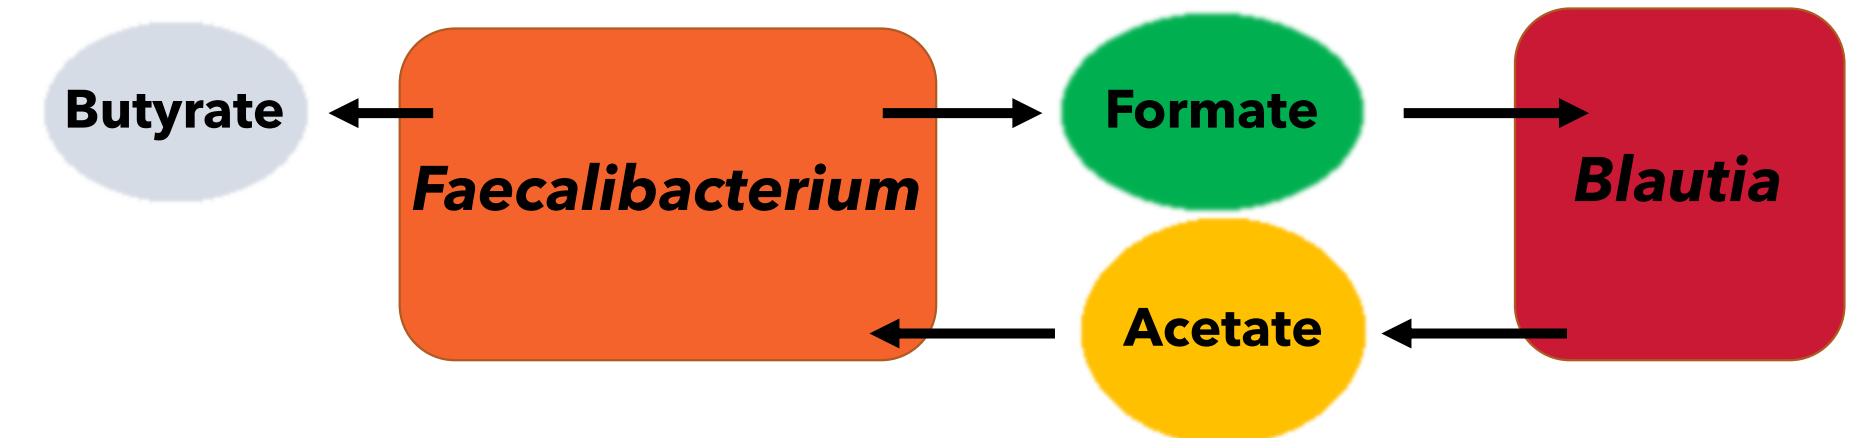 Butyrate
Faecalibacterium
Formate
Acetate
Blautia